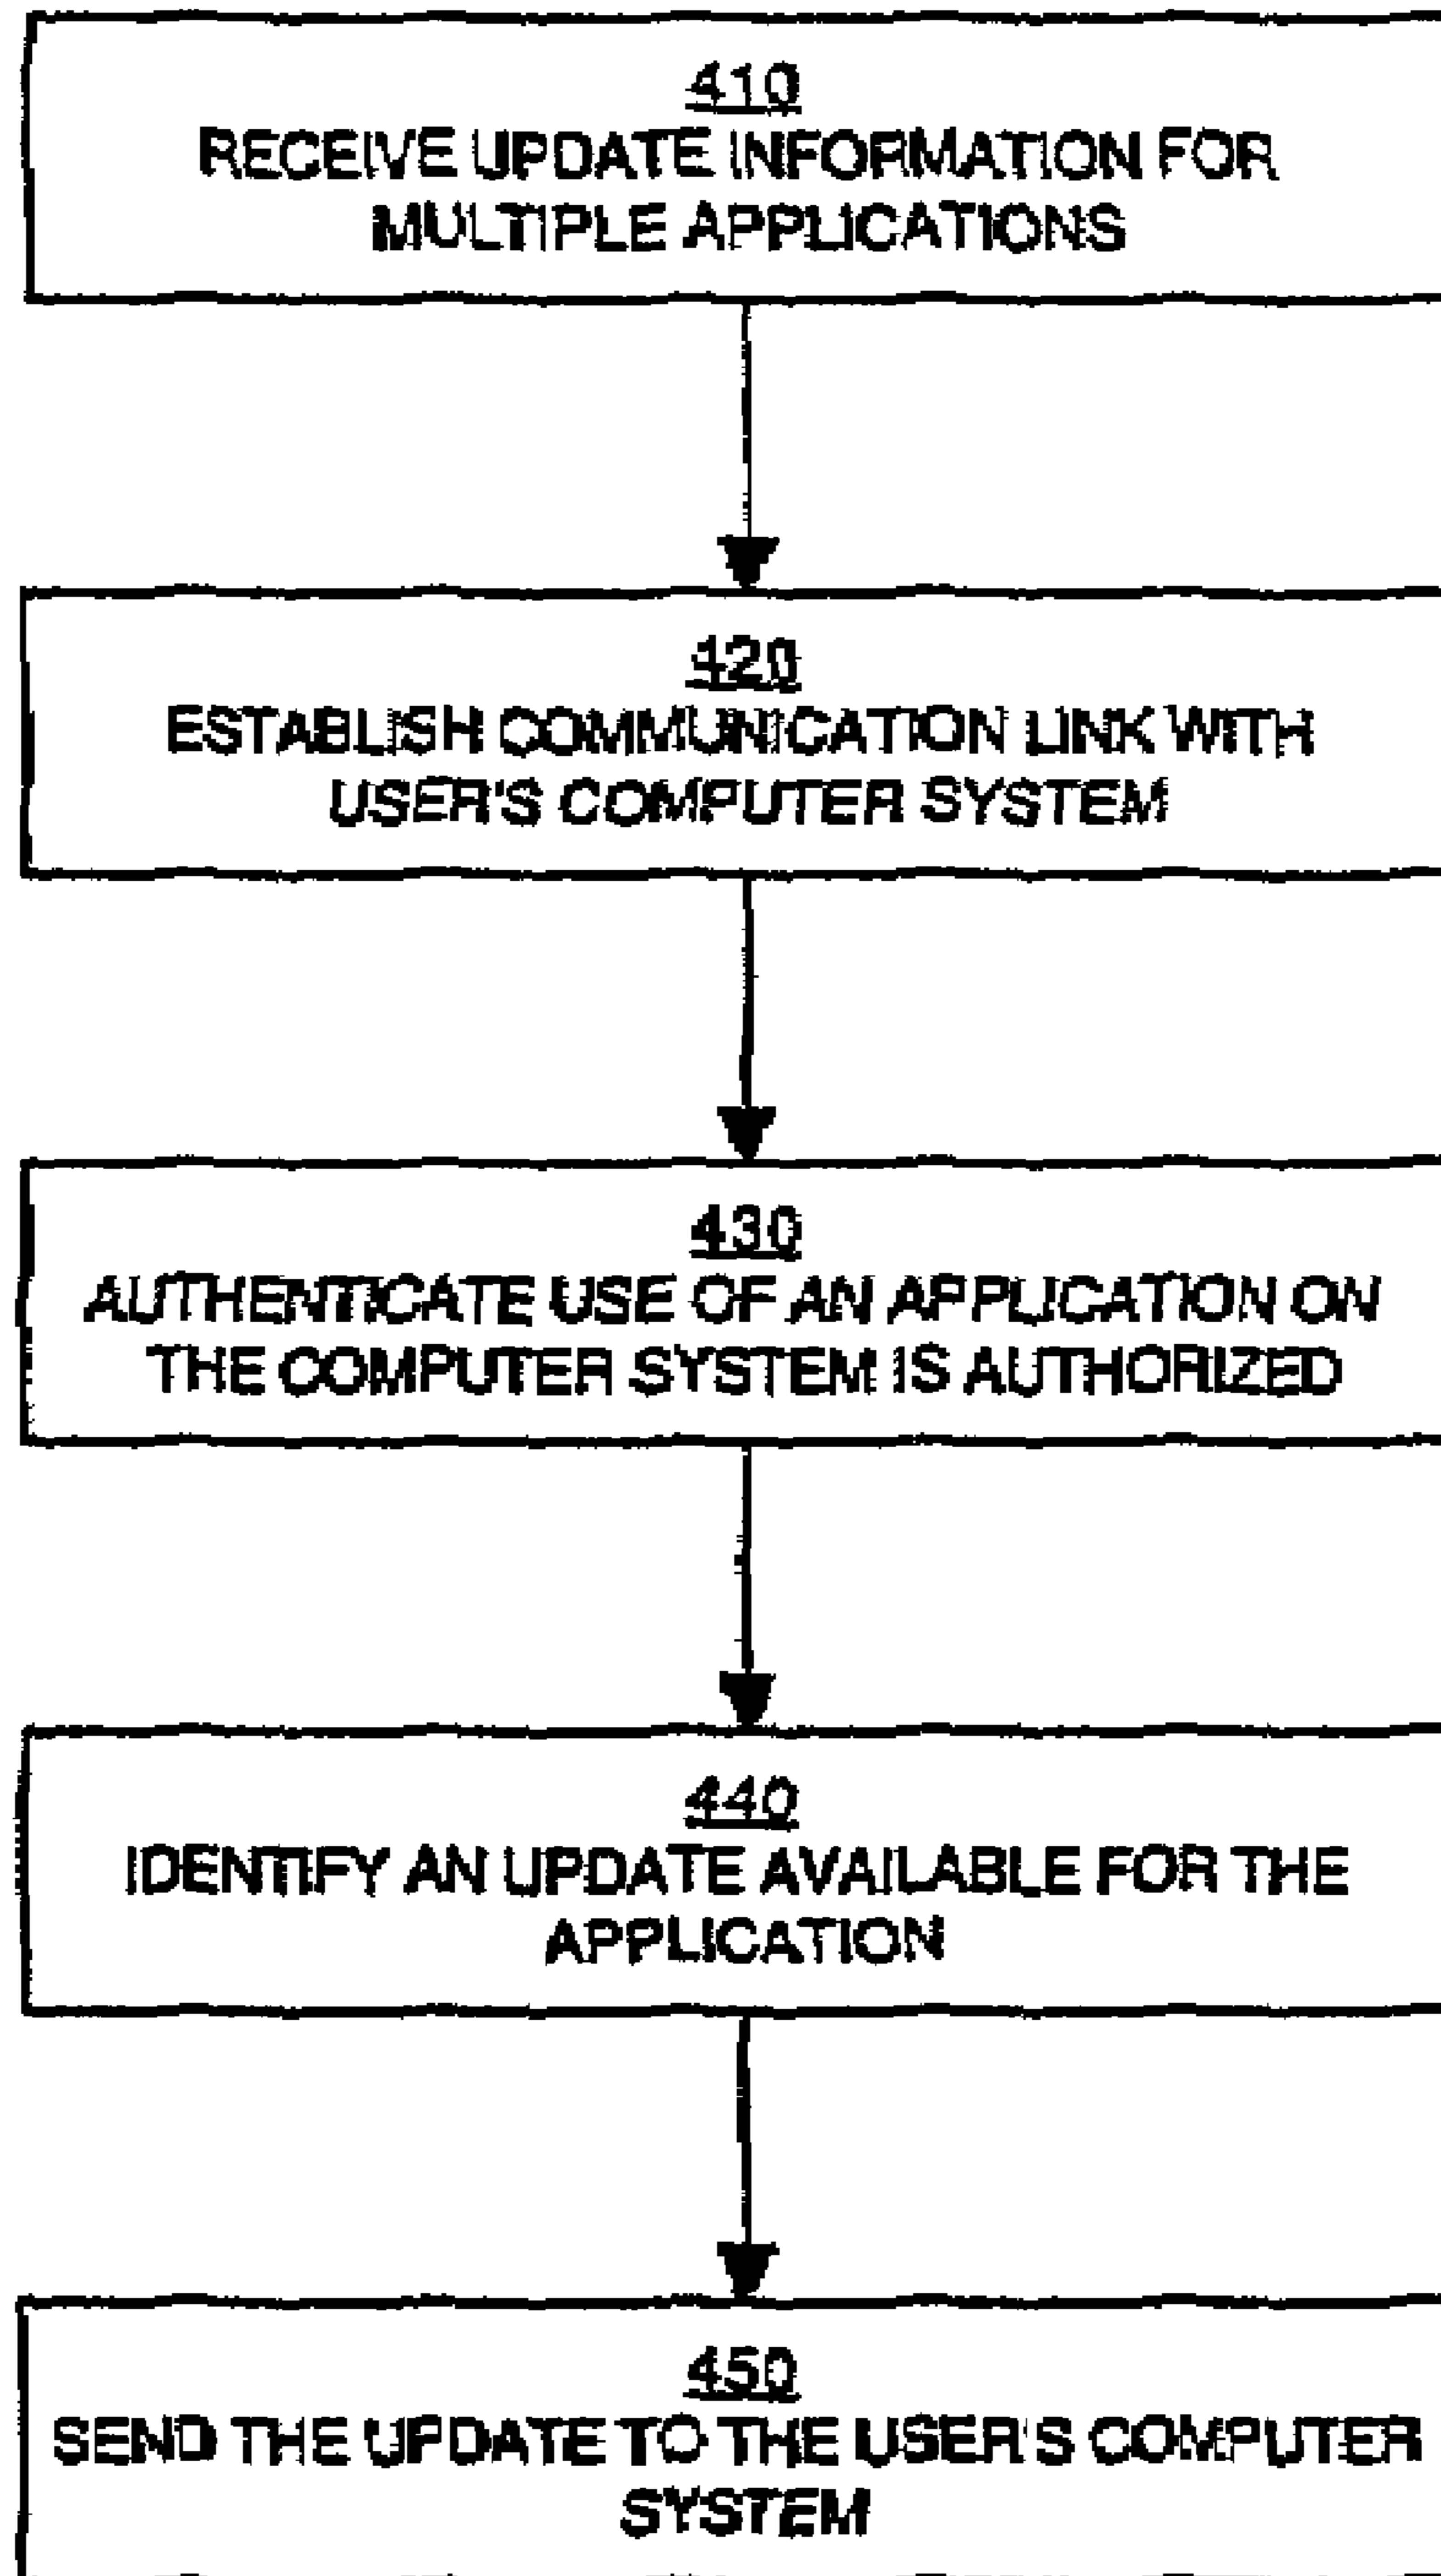 410
RECEIVE UPDATE INFORMATION FOR
MULTIPLE APPLICATIONS
420
ESTABLISH COMMUNICATION LINK WITH
USER'S COMPUTER SYSTEM
430
AUTHENTICATE USE OF AN APPLICATION ON
THE COMPUTER SYSTEM IS AUTHORIZED
440
IDENTIFY AN UPDATE AVAILABLE FOR THE
APPLICATION
450
SEND THE UPDATE TO THE USER'S COMPUTER
SYSTEM